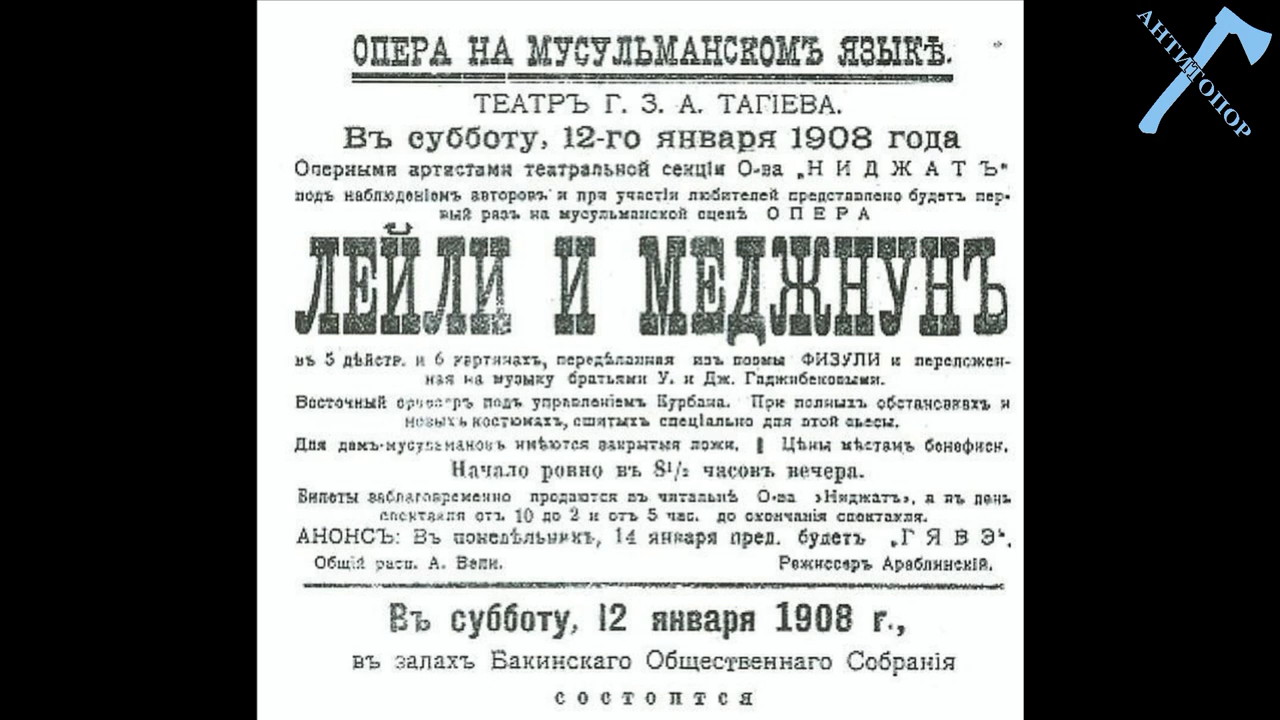 ОПЕРА НА МУСУЛЬМАНСКОМЪ ЯЗЫКѢ.
ТЕАТРЪ Г. З. А. ТАГІЕВА.
Въ субботу, 12-го января 1908 года
Оперными артистами театральной секціи О-ва „НИДЖАТЪ"
подъ наблюденіемъ авторовъ и при участіи любителей представлено будетъ пер-
вый разъ на мусульманской сценѣ ОПЕРА
ЛЕЙЛИ И МЕДЖНУНЪ
въ 5 дѣйств. и 6 картинахъ, передѣланная изъ поэмы ФИЗУЛИ и переложен-
ная на музыку братьями У. и Дж. Гаджибековыми.
Восточный оркестръ подъ управленіемъ Курбана. При полныхъ обстановкахъ и
новыхъ костюмахъ, сшитыхъ спеціально для этой пьесы.
Для дамъ-мусульманокъ имѣются закрытыя ложи. | Цѣны мѣстамъ бенефисн.
Начало ровно въ 8½ часовъ вечера.
Билеты заблаговременно продаются въ читальнѣ О-ва »Ниджатъ», а въ день
спектакля отъ 10 до 2 и отъ 5 час. до окончанія спектакля.
АНОНСЪ: Въ понедѣльникъ, 14 января пред. будетъ „ГЯВЭ".
Общій расп. А. Вели. Режиссеръ Араблинскій.
Въ субботу, 12 января 1908 г.,
въ залахъ Бакинскаго Общественнаго Собранія
состоится
АНТИТОПОР